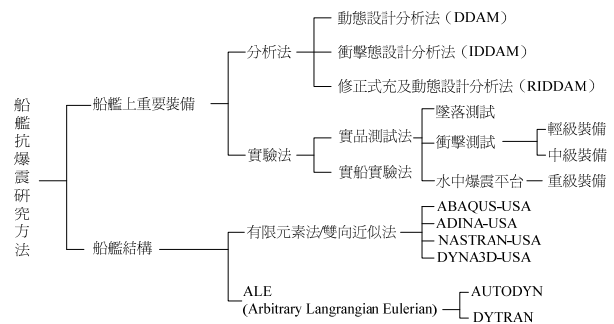 船艦抗爆震研究方法
船艦上重要裝備
分析法
動態設計分析法（DDAM）
衝擊態設計分析法（IDDAM）
修正式充及動態設計分析法（RIDDAM）
實驗法
實品測試法
墜落測試
衝擊測試
輕級裝備
中級裝備
水中爆震平台
重級裝備
實船實驗法
船艦結構
有限元素法/雙向近似法
ABAQUS-USA
ADINA-USA
NASTRAN-USA
DYNA3D-USA
ALE
(Arbitrary Langrangian Eulerian)
AUTODYN
DYTRAN